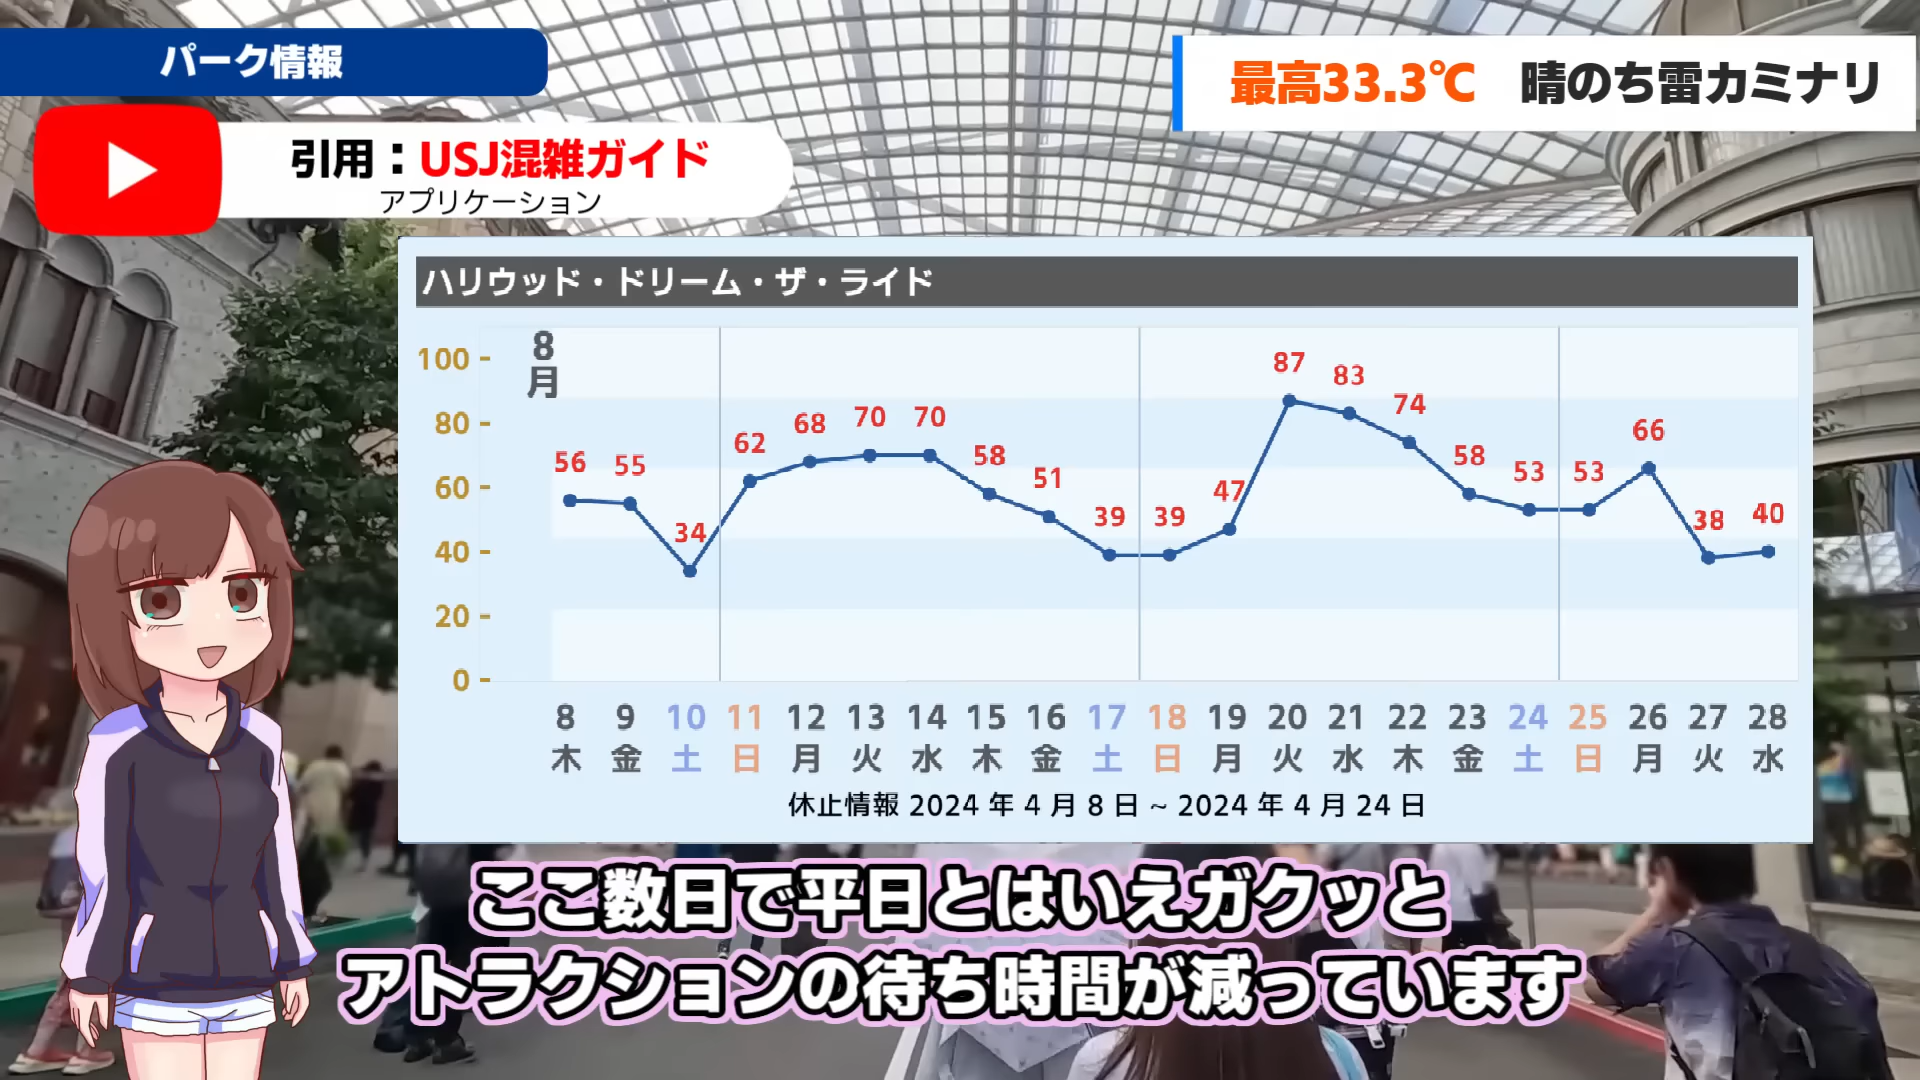 パーク情報
最高33.3℃ 晴のち雷カミナリ
引用：USJ混雑ガイド
アプリケーション
ハリウッド・ドリーム・ザ・ライド
8月
100
80
60
40
20
0
56 55 34 62 68 70 70 58 51 39 39 47 87 83 74 58 53 53 66 38 40
8 9 10 11 12 13 14 15 16 17 18 19 20 21 22 23 24 25 26 27 28
木 金 土 日 月 火 水 木 金 土 日 月 火 水 木 金 土 日 月 火 水
休止情報 2024 年 4 月 8 日 ~ 2024 年 4 月 24 日
ここ数日で平日とはいえガクッと
アトラクションの待ち時間が減っています